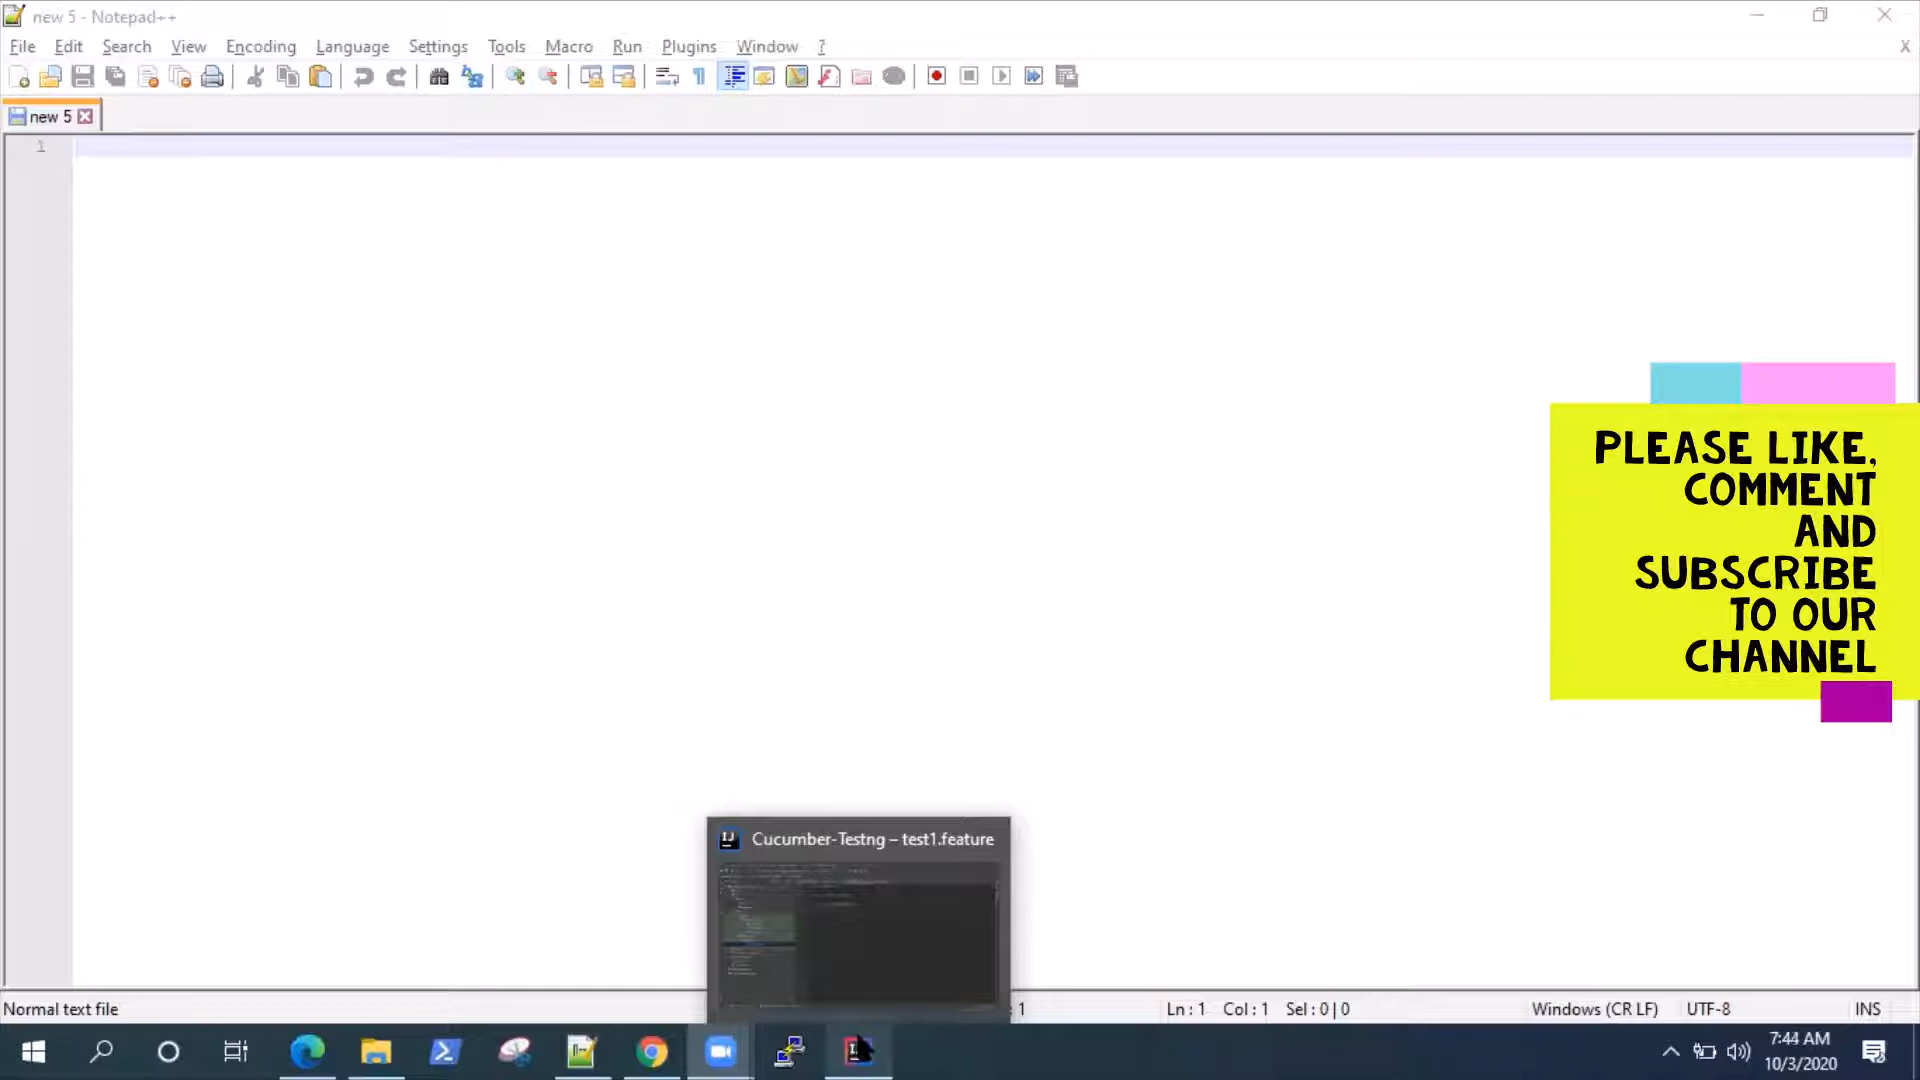 new 5 - Notepad++
File Edit Search View Encoding Language Settings Tools Macro Run Plugins Window ? X
new 5
1
PLEASE LIKE,
COMMENT
AND
SUBSCRIBE
TO OUR
CHANNEL
Cucumber-Testng – test1.feature
Normal text file : 1 Ln : 1 Col : 1 Sel : 0 | 0 Windows (CR LF) UTF-8 INS
7:44 AM
10/3/2020